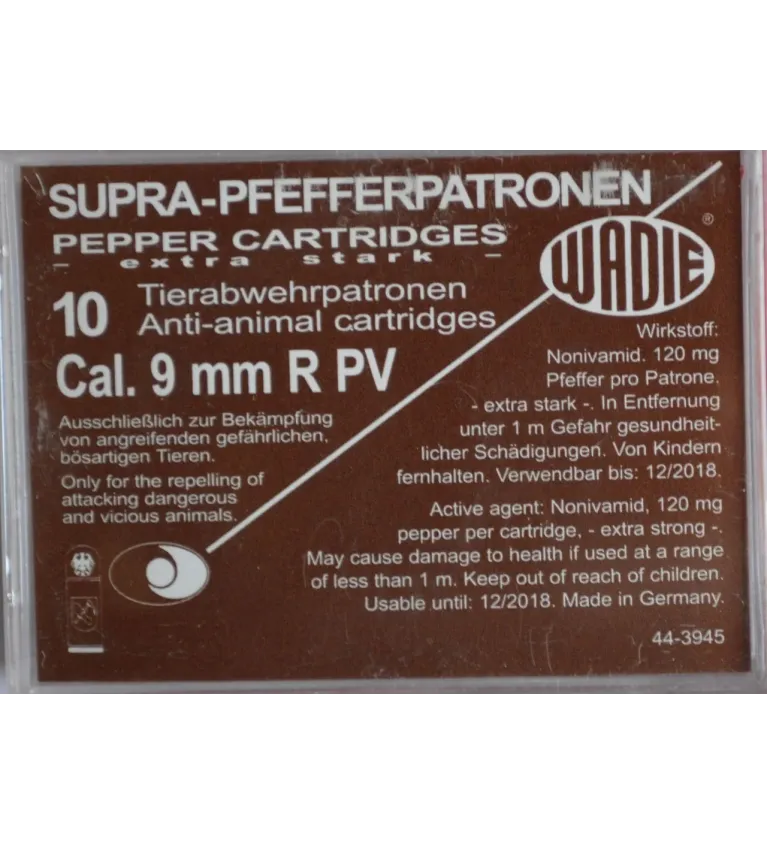 SUPRA-PFEFFERPATRONEN
PEPPER CARTRIDGES
- extra stark -
WADIE®
10 Tierabwehrpatronen
Anti-animal cartridges
Cal. 9 mm R PV
Ausschließlich zur Bekämpfung
von angreifenden gefährlichen,
bösartigen Tieren.
Only for the repelling of
attacking dangerous
and vicious animals.
Wirkstoff:
Nonivamid. 120 mg
Pfeffer pro Patrone.
- extra stark -. In Entfernung
unter 1 m Gefahr gesundheit-
licher Schädigungen. Von Kindern
fernhalten. Verwendbar bis: 12/2018.
Active agent: Nonivamid, 120 mg
pepper per cartridge, - extra strong -.
May cause damage to health if used at a range
of less than 1 m. Keep out of reach of children.
Usable until: 12/2018. Made in Germany.
44-3945